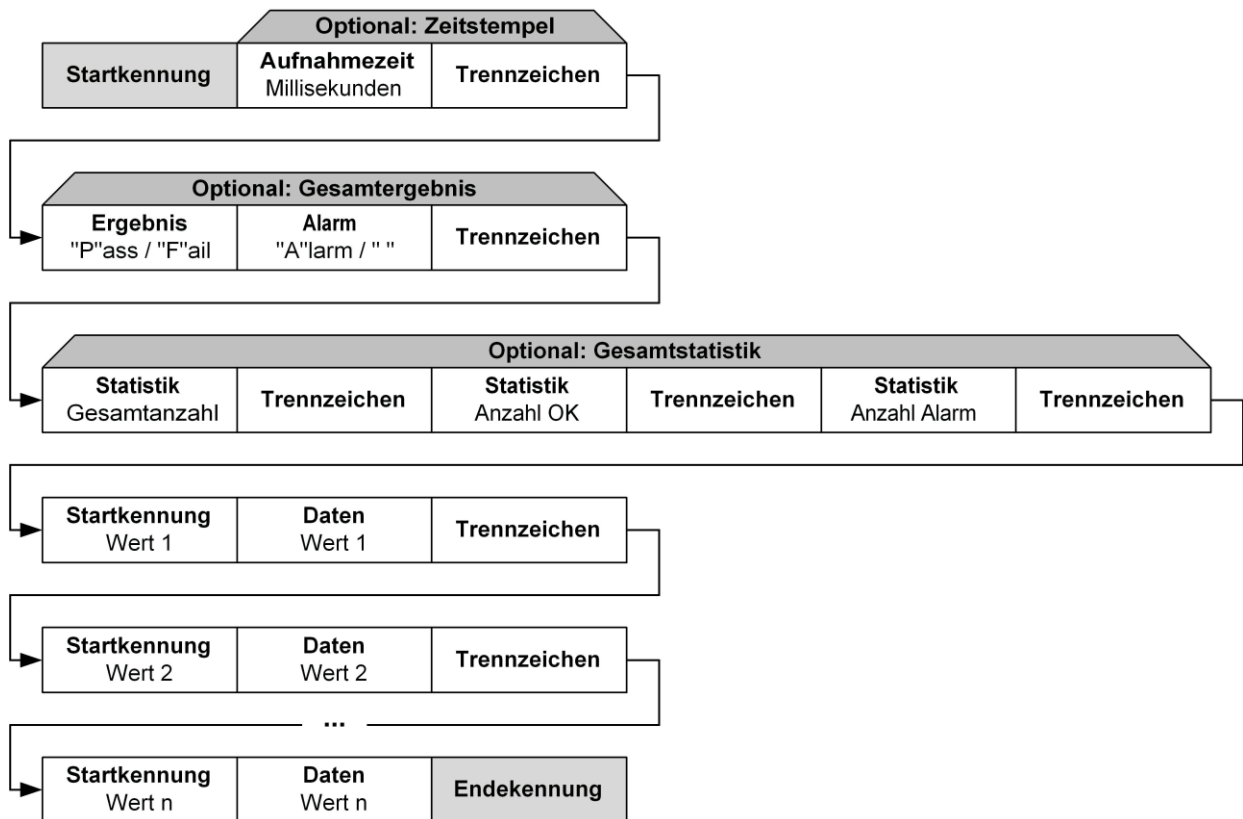 Optional: Zeitstempel
Startkennung
Aufnahmezeit
Millisekunden
Trennzeichen
Optional: Gesamtergebnis
Ergebnis
"P"ass / "F"ail
Alarm
"A"larm / " "
Trennzeichen
Optional: Gesamtstatistik
Statistik
Gesamtanzahl
Trennzeichen
Statistik
Anzahl OK
Trennzeichen
Statistik
Anzahl Alarm
Trennzeichen
Startkennung
Wert 1
Daten
Wert 1
Trennzeichen
Startkennung
Wert 2
Daten
Wert 2
Trennzeichen
...
Startkennung
Wert n
Daten
Wert n
Endekennung